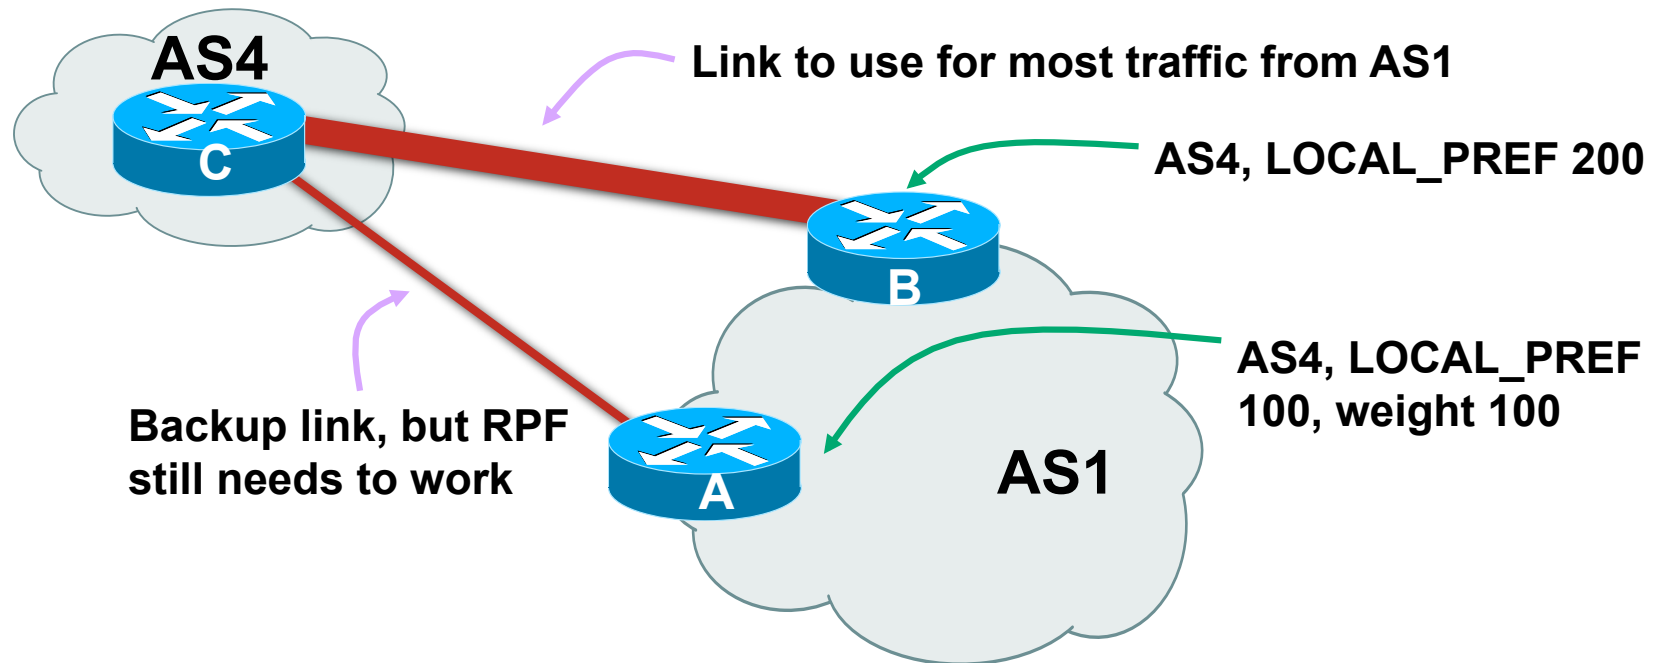 AS4
Link to use for most traffic from AS1
C
AS4, LOCAL_PREF 200
B
AS4, LOCAL_PREF
100, weight 100
Backup link, but RPF
still needs to work
A
AS1